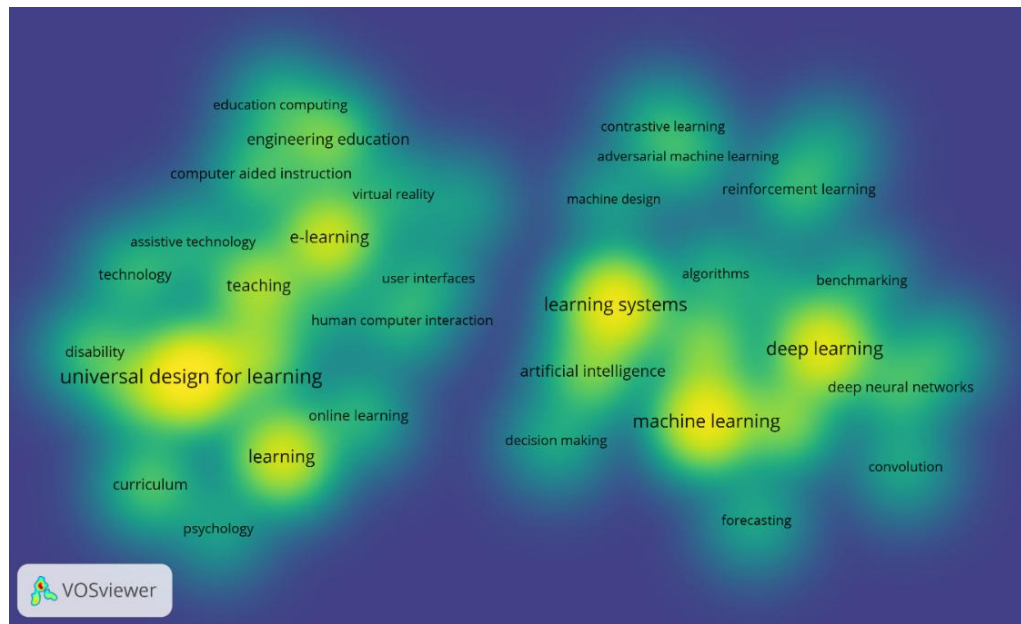 education computing
engineering education
computer aided instruction
virtual reality
e-learning
assistive technology
technology
teaching
user interfaces
human computer interaction
disability
universal design for learning
online learning
learning
curriculum
psychology
contrastive learning
adversarial machine learning
reinforcement learning
machine design
algorithms
benchmarking
learning systems
deep learning
artificial intelligence
deep neural networks
machine learning
decision making
convolution
forecasting
VOSviewer